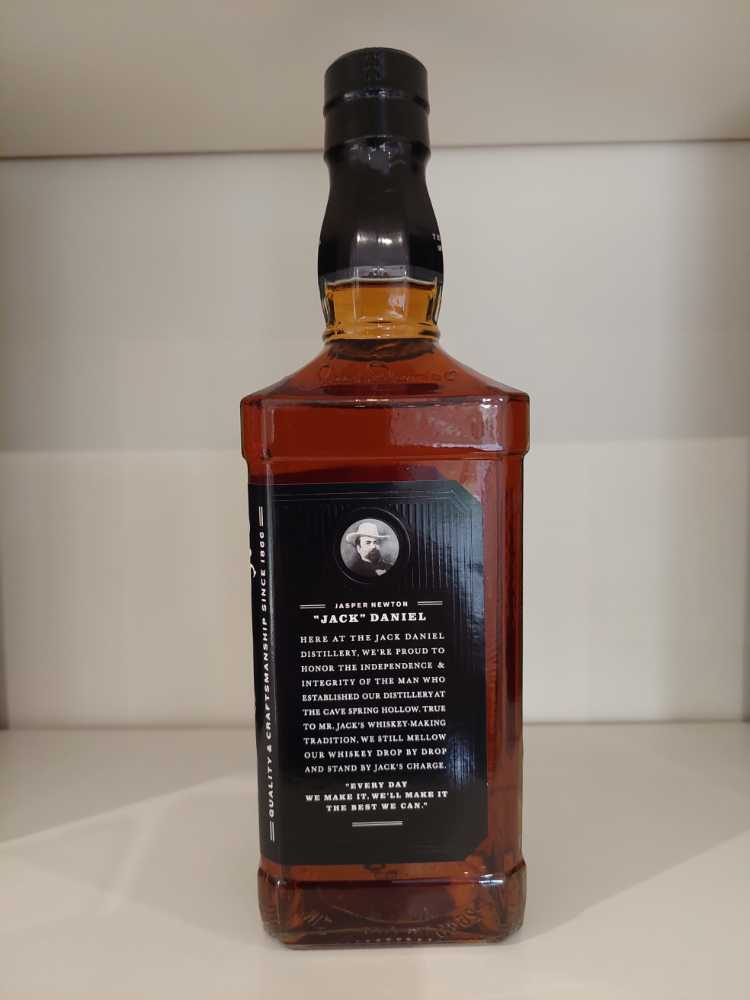 JASPER NEWTON
"JACK" DANIEL
HERE AT THE JACK DANIEL
DISTILLERY, WE'RE PROUD TO
HONOR THE INDEPENDENCE &
INTEGRITY OF THE MAN WHO
ESTABLISHED OUR DISTILLERY AT
THE CAVE SPRING HOLLOW. TRUE
TO MR. JACK'S WHISKEY-MAKING
TRADITION, WE STILL MELLOW
OUR WHISKEY DROP BY DROP
AND STAND BY JACK'S CHARGE.
"EVERY DAY
WE MAKE IT, WE'LL MAKE IT
THE BEST WE CAN."
QUALITY & CRAFTSMANSHIP SINCE 1866